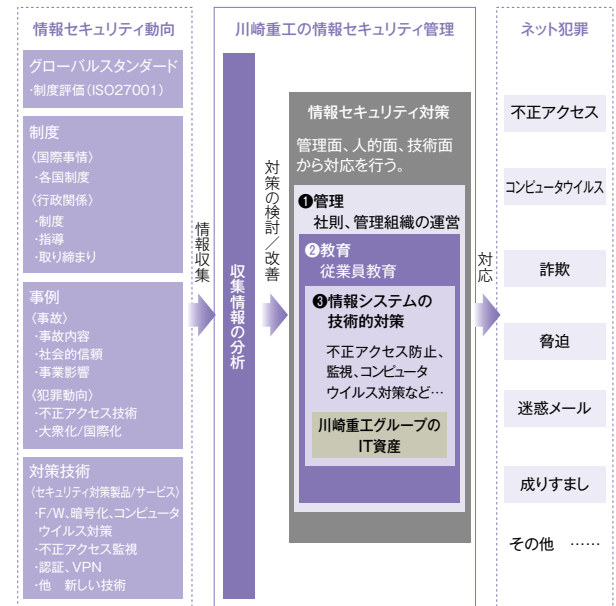 情報セキュリティ動向
グローバルスタンダード
・制度評価（ISO27001）
制度
〈国際事情〉
・各国制度
〈行政関係〉
・制度
・指導
・取り締まり
事例
〈事故〉
・事故内容
・社会的信頼
・事業影響
〈犯罪動向〉
・不正アクセス技術
・大衆化/国際化
対策技術
〈セキュリティ対策製品/サービス〉
・F/W、暗号化、コンピュータ
ウイルス対策
・不正アクセス監視
・認証、VPN
・他　新しい技術
情報収集
川崎重工の情報セキュリティ管理
収集情報の分析
対策の検討／改善
情報セキュリティ対策
管理面、人的面、技術面
から対応を行う。
❶管理
社則、管理組織の運営
❷教育
従業員教育
❸情報システムの
技術的対策
不正アクセス防止、
監視、コンピュータ
ウイルス対策など…
川崎重工グループの
IT資産
対応
ネット犯罪
不正アクセス
コンピュータウイルス
詐欺
脅迫
迷惑メール
成りすまし
その他　……